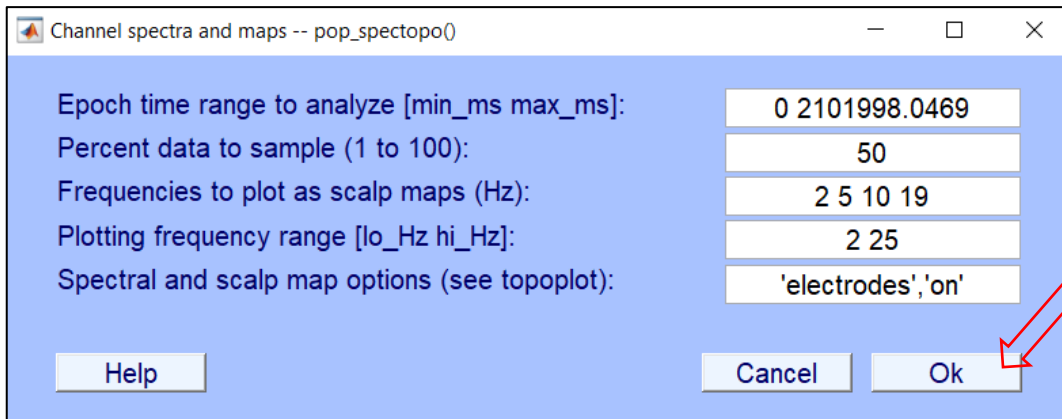 Channel spectra and maps -- pop_spectopo()
Epoch time range to analyze [min_ms max_ms]: 0 2101998.0469
Percent data to sample (1 to 100): 50
Frequencies to plot as scalp maps (Hz): 2 5 10 19
Plotting frequency range [lo_Hz hi_Hz]: 2 25
Spectral and scalp map options (see topoplot): 'electrodes','on'
Help Cancel Ok